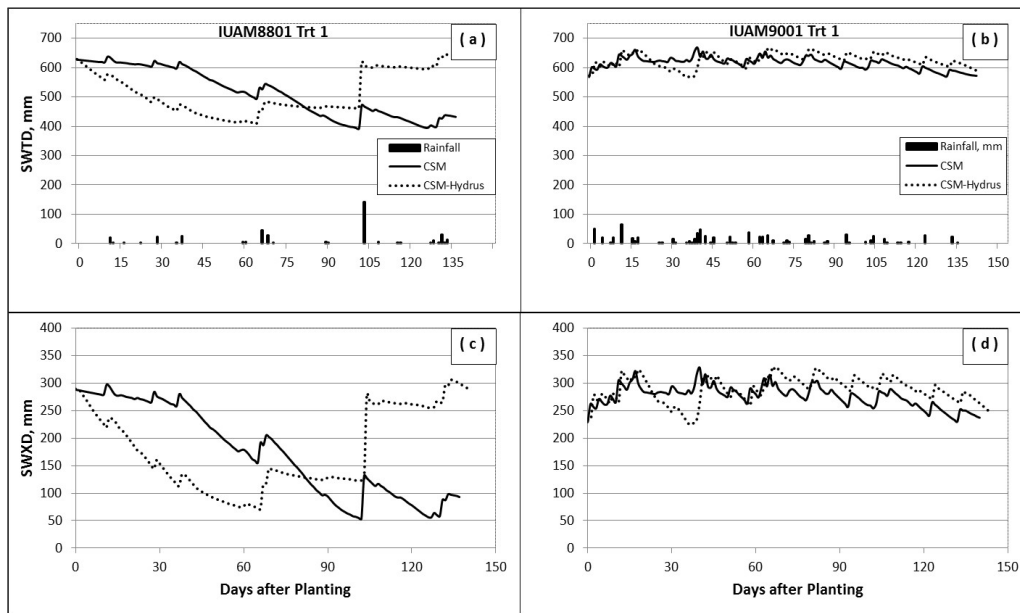 IUAM8801 Trt 1
( a )
700
600
500
400
300
200
100
0
SWTD, mm
Rainfall
CSM
CSM-Hydrus
0 15 30 45 60 75 90 105 120 135
IUAM9001 Trt 1
( b )
700
600
500
400
300
200
100
0
Rainfall, mm
CSM
CSM-Hydrus
0 15 30 45 60 75 90 105 120 135 150
( c )
400
350
300
250
200
150
100
50
0
SWXD, mm
0 30 60 90 120 150
Days after Planting
( d )
400
350
300
250
200
150
100
50
0
0 30 60 90 120 150
Days after Planting